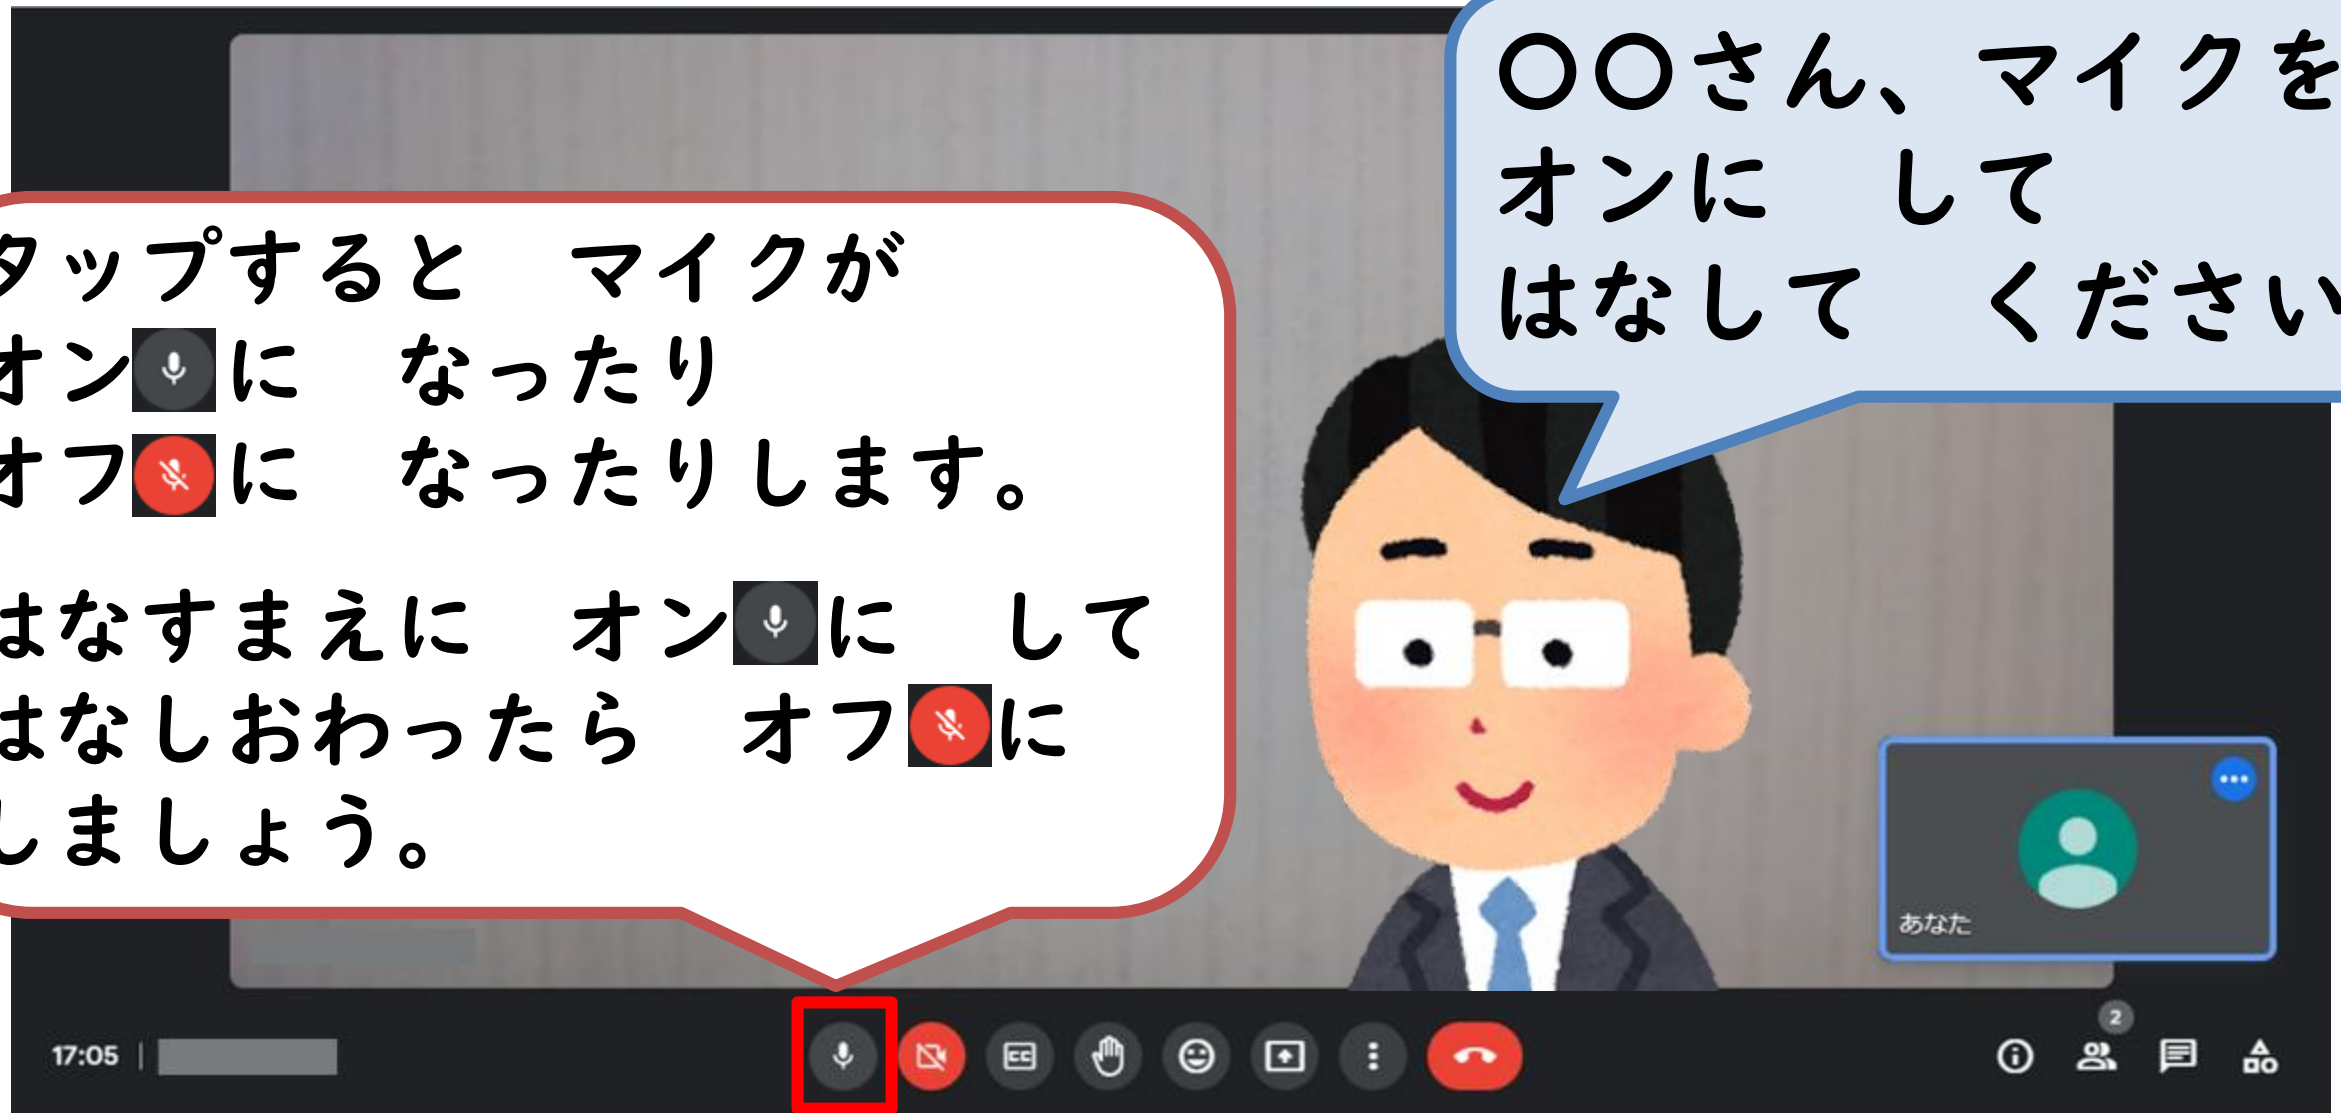 〇〇さん、マイクを
オンに　して
はなして　ください
タップすると　マイクが
オンに　なったり
オフに　なったりします。
はなすまえに　オンに　して
はなしおわったら　オフに
しましょう。
あなた
17:05
2
CC